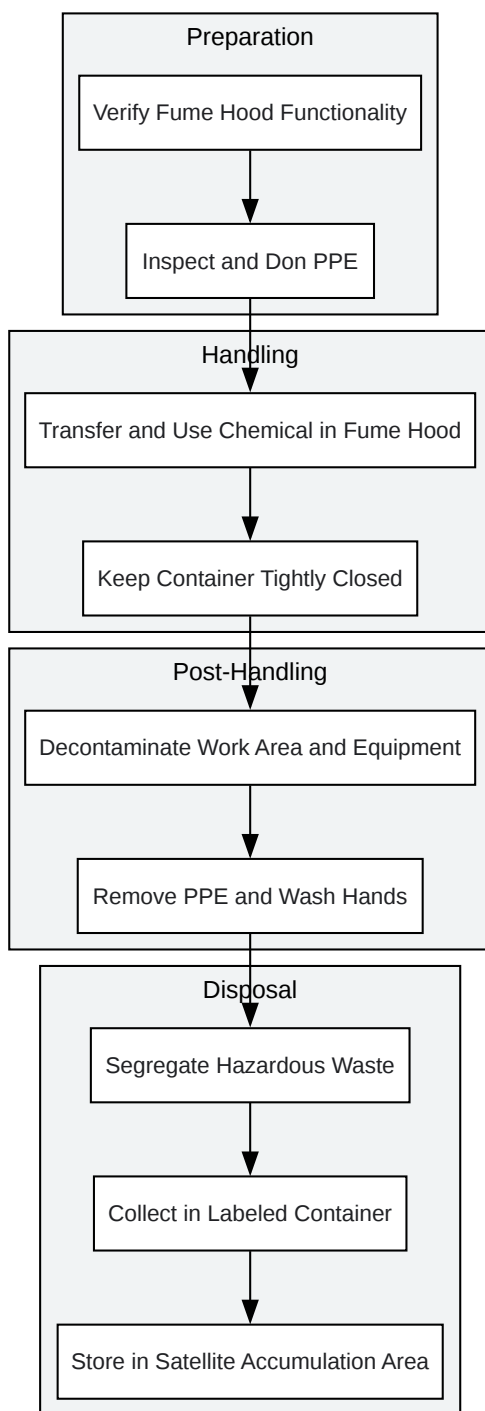 Preparation
Verify Fume Hood Functionality
Inspect and Don PPE
Handling
Transfer and Use Chemical in Fume Hood
Keep Container Tightly Closed
Post-Handling
Decontaminate Work Area and Equipment
Remove PPE and Wash Hands
Disposal
Segregate Hazardous Waste
Collect in Labeled Container
Store in Satellite Accumulation Area